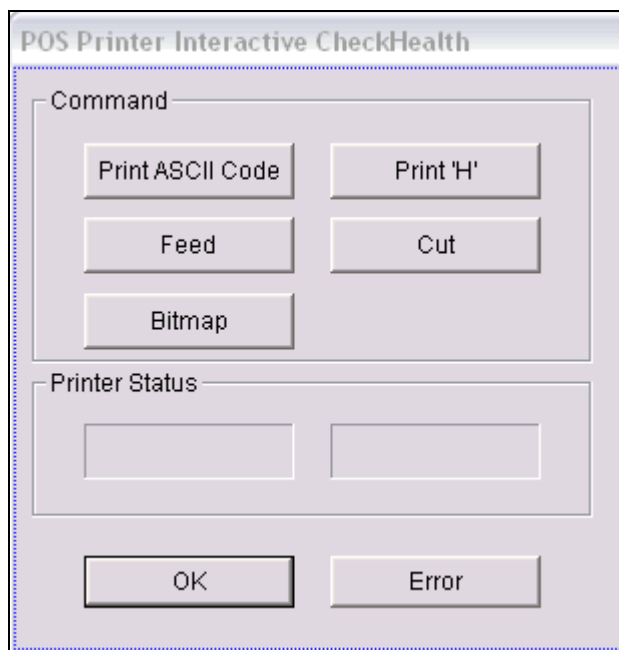 POS Printer Interactive CheckHealth
Command
Print ASCII Code
Print 'H'
Feed
Cut
Bitmap
Printer Status
OK
Error